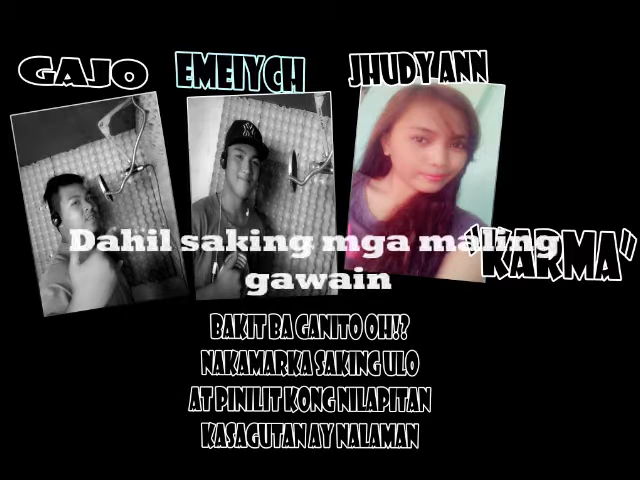 GAJO
EMEIYCH
JHUDY ANN
Dahil saking mga maling
gawain
"KARMA"
BAKIT BA GANITO OH!?
NAKAMARKA SAKING ULO
AT PINILIT KONG NILAPITAN
KASAGUTAN AY NALAMAN